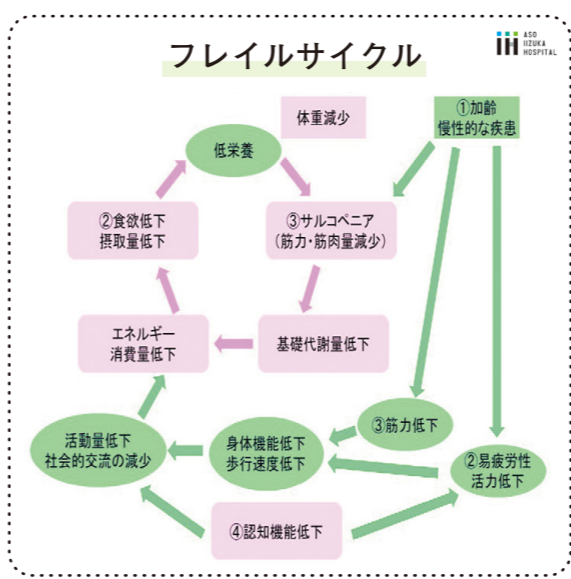 フレイルサイクル
ASO
IIZUKA
HOSPITAL
体重減少
①加齢
慢性的な疾患
低栄養
②食欲低下
摂取量低下
③サルコペニア
(筋力・筋肉量減少)
エネルギー
消費量低下
基礎代謝量低下
③筋力低下
活動量低下
社会的交流の減少
身体機能低下
歩行速度低下
②易疲労性
活力低下
④認知機能低下